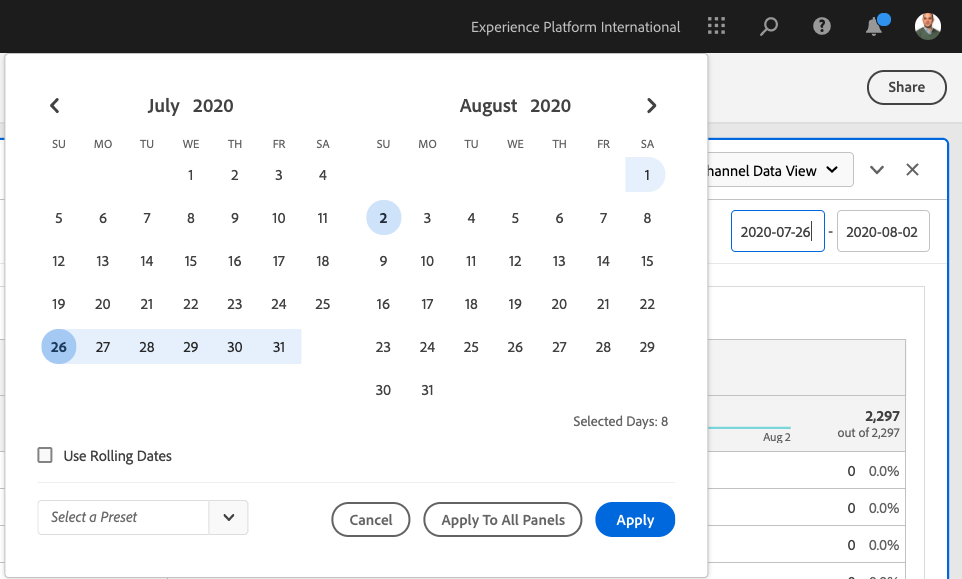 Experience Platform International
Share
July 2020
August 2020
SU MO TU WE TH FR SA
SU MO TU WE TH FR SA
1 2 3 4
1
5 6 7 8 9 10 11
2 3 4 5 6 7 8
12 13 14 15 16 17 18
9 10 11 12 13 14 15
19 20 21 22 23 24 25
16 17 18 19 20 21 22
26 27 28 29 30 31
23 24 25 26 27 28 29
30 31
Selected Days: 8
Use Rolling Dates
Select a Preset
Cancel
Apply To All Panels
Apply
hannel Data View
2020-07-26 - 2020-08-02
2,297
out of 2,297
Aug 2
0 0.0%
0 0.0%
0 0.0%